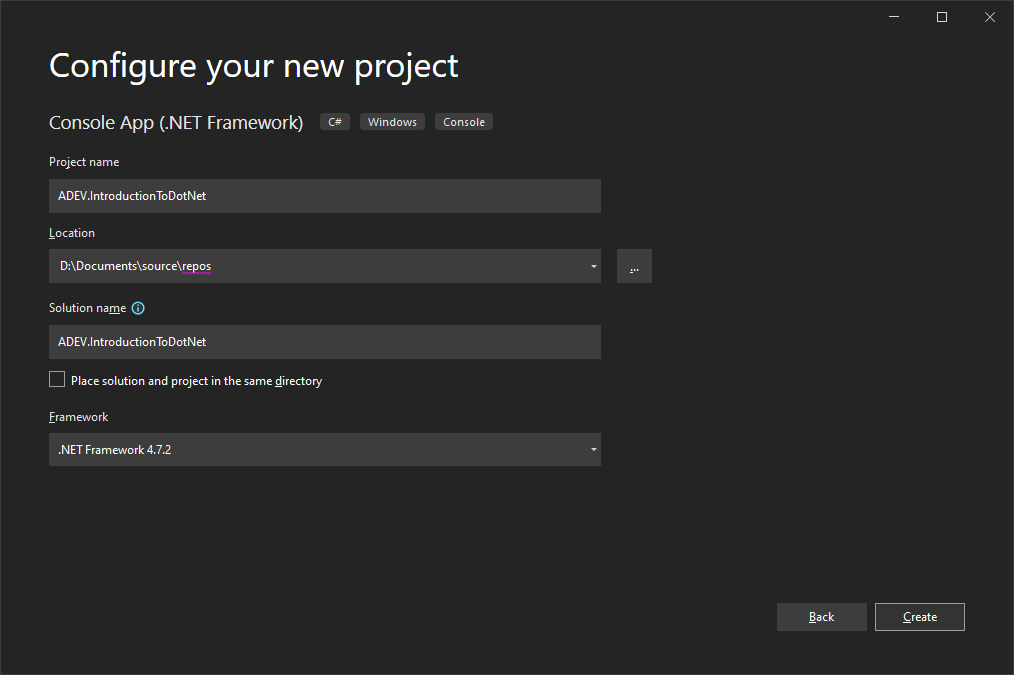 Configure your new project
Console App (.NET Framework) C# Windows Console
Project name
ADEV.IntroductionToDotNet
Location
D:\Documents\source\repos
...
Solution name
ADEV.IntroductionToDotNet
Place solution and project in the same directory
Framework
.NET Framework 4.7.2
Back Create